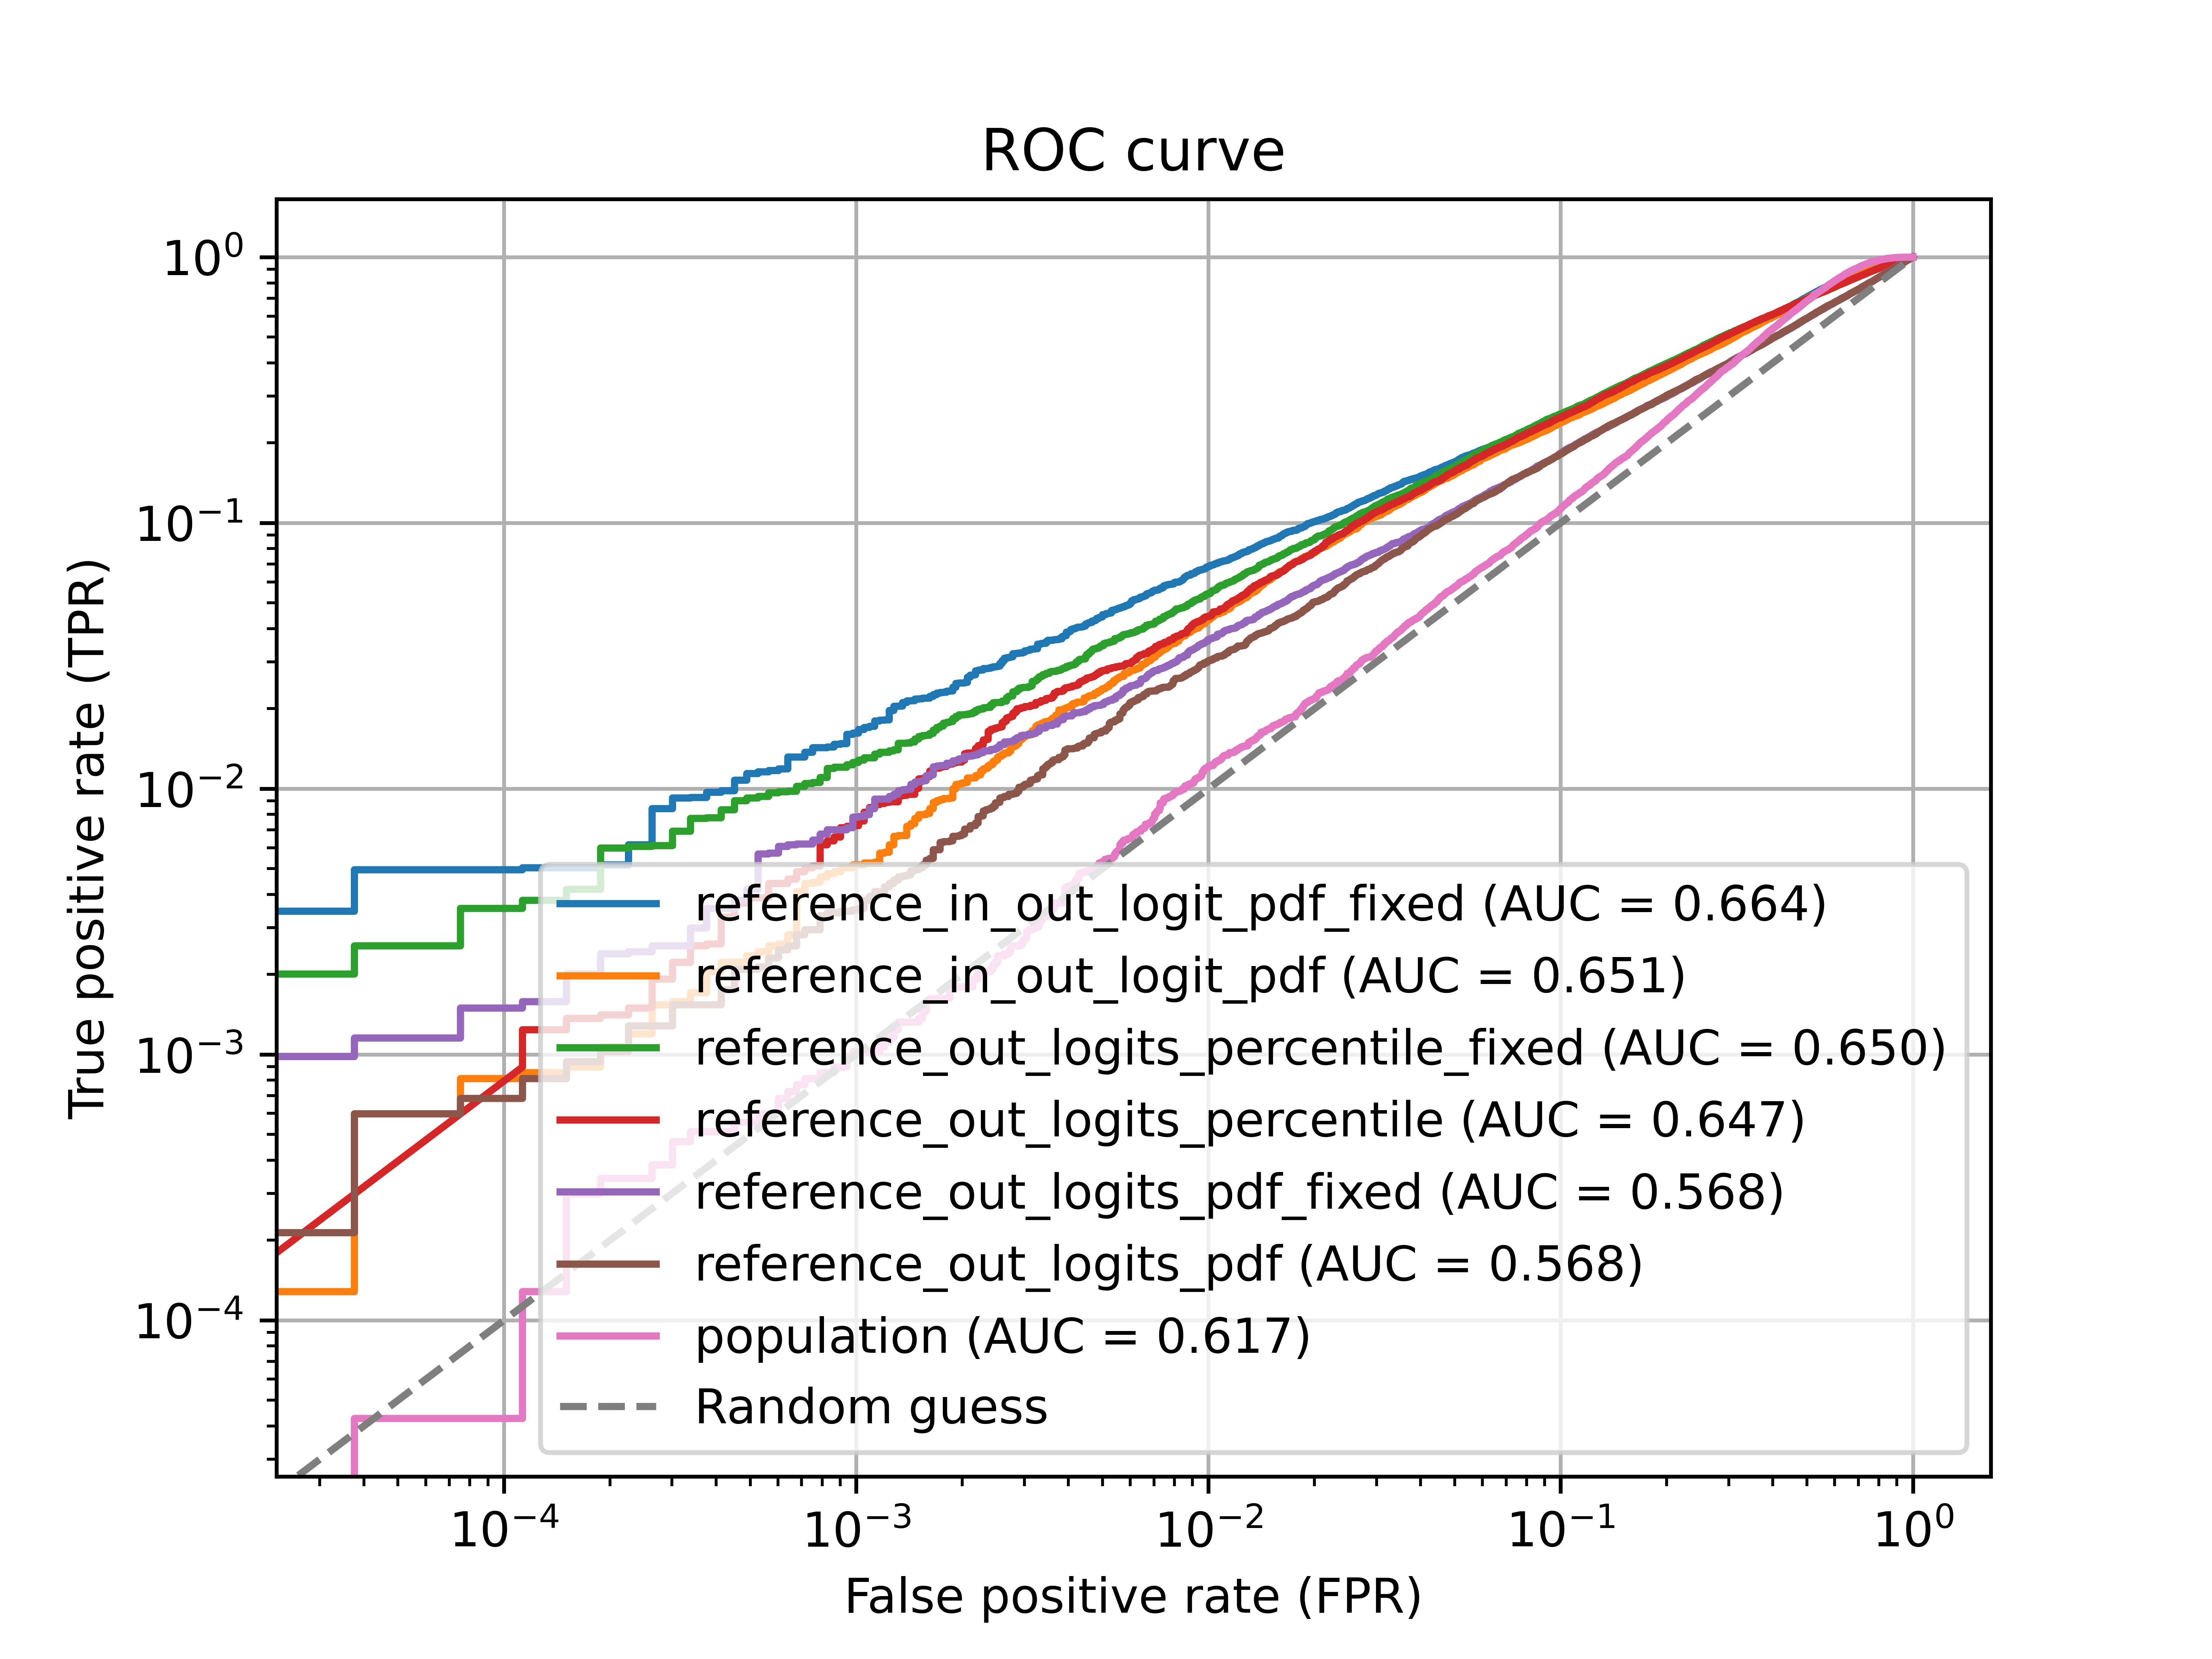 ROC curve
True positive rate (TPR)
10⁰
10⁻¹
10⁻²
10⁻³
10⁻⁴
reference_in_out_logit_pdf_fixed (AUC = 0.664)
reference_in_out_logit_pdf (AUC = 0.651)
reference_out_logits_percentile_fixed (AUC = 0.650)
reference_out_logits_percentile (AUC = 0.647)
reference_out_logits_pdf_fixed (AUC = 0.568)
reference_out_logits_pdf (AUC = 0.568)
population (AUC = 0.617)
Random guess
10⁻⁴ 10⁻³ 10⁻² 10⁻¹ 10⁰
False positive rate (FPR)